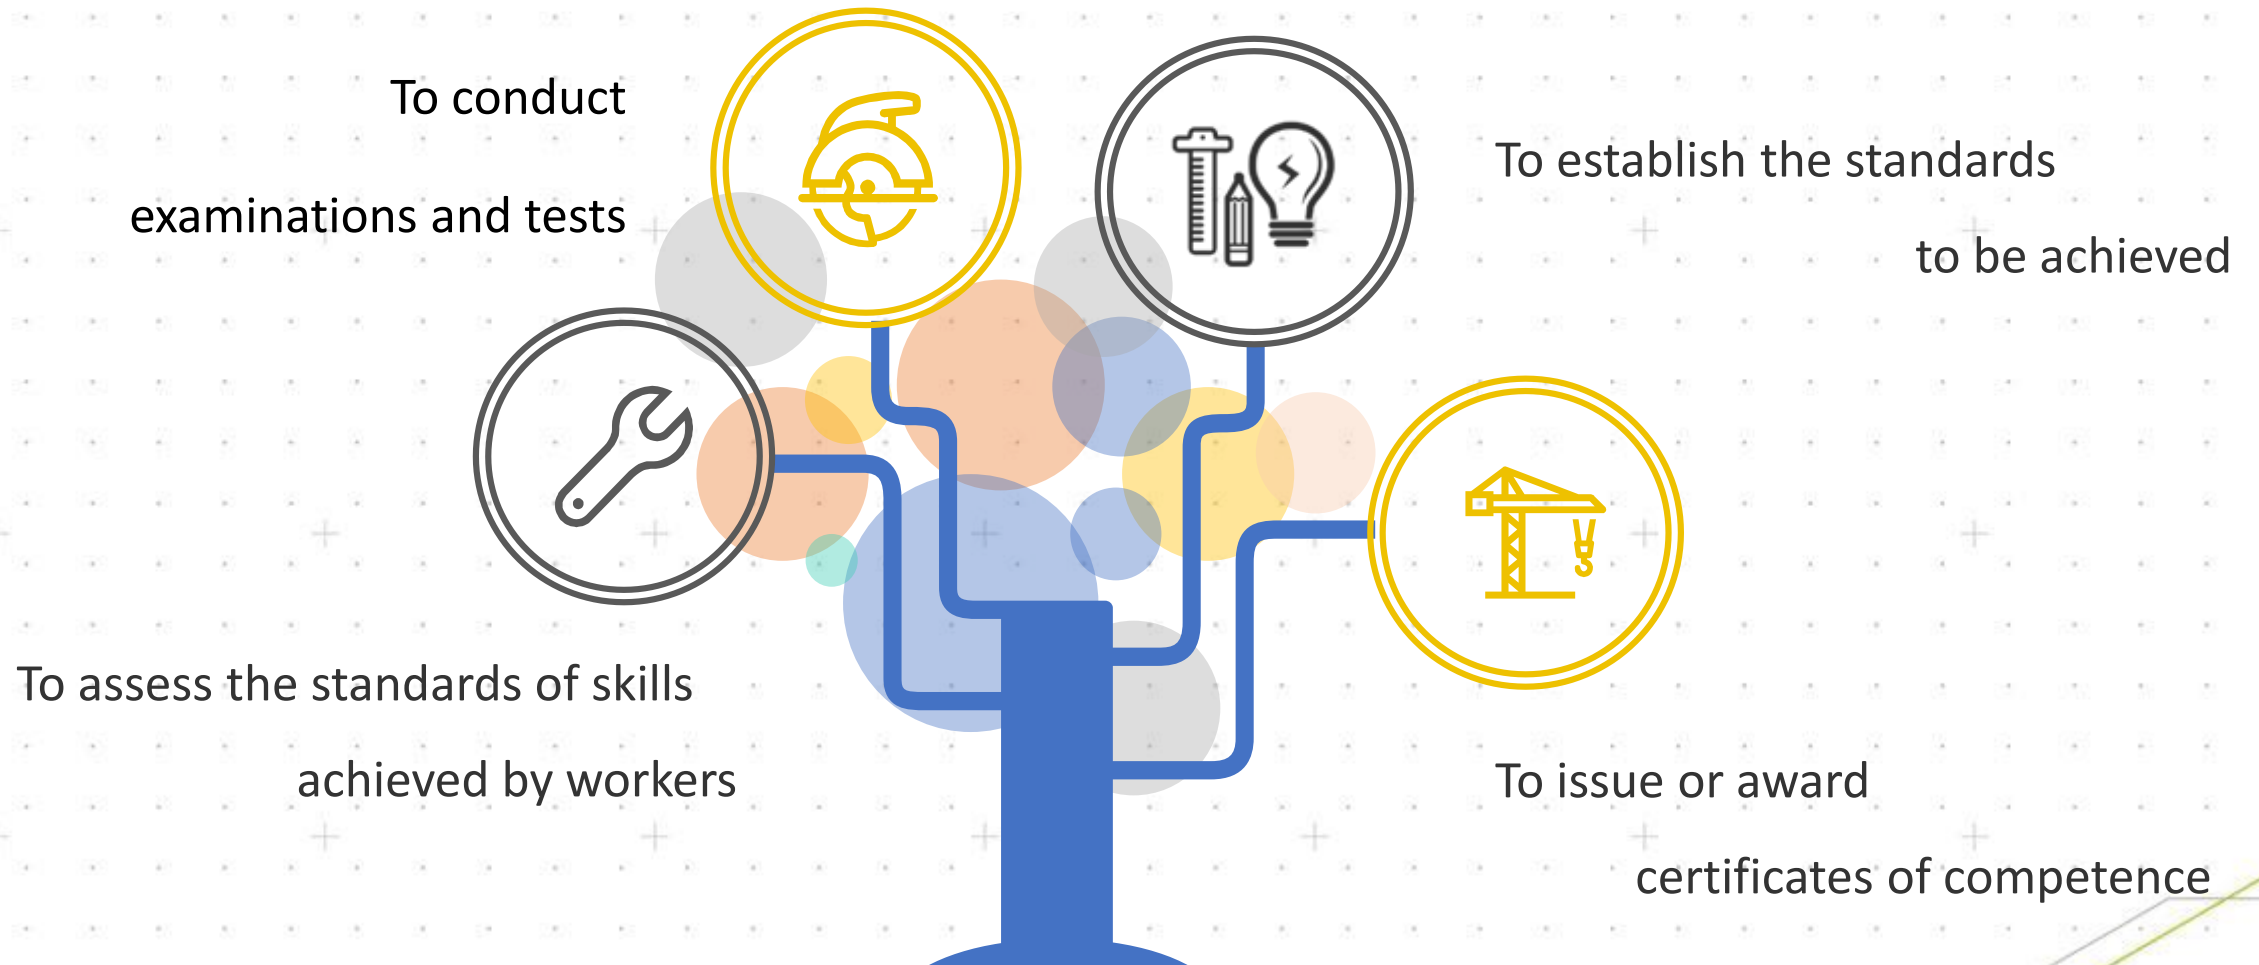 To conduct
examinations and tests
To establish the standards
to be achieved
To assess the standards of skills
achieved by workers
To issue or award
certificates of competence